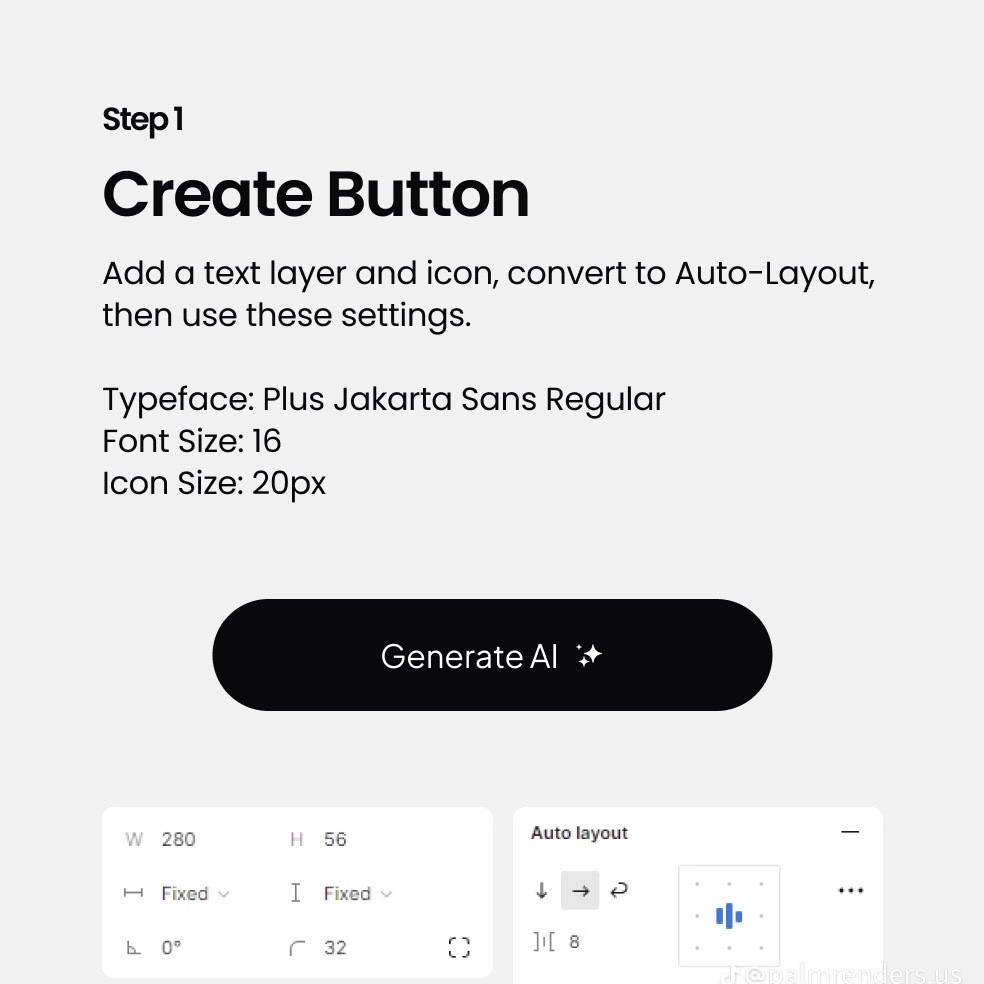 Step 1
Create Button
Add a text layer and icon, convert to Auto-Layout,
then use these settings.
Typeface: Plus Jakarta Sans Regular
Font Size: 16
Icon Size: 20px
Generate AI
W 280 H 56
Fixed Fixed
0° 32
Auto layout
8
@palmrenders.us